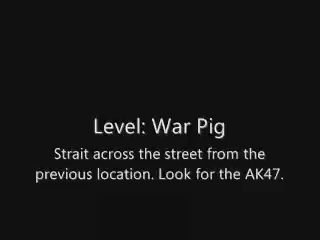 Level: War Pig
Strait across the street from the
previous location. Look for the AK47.